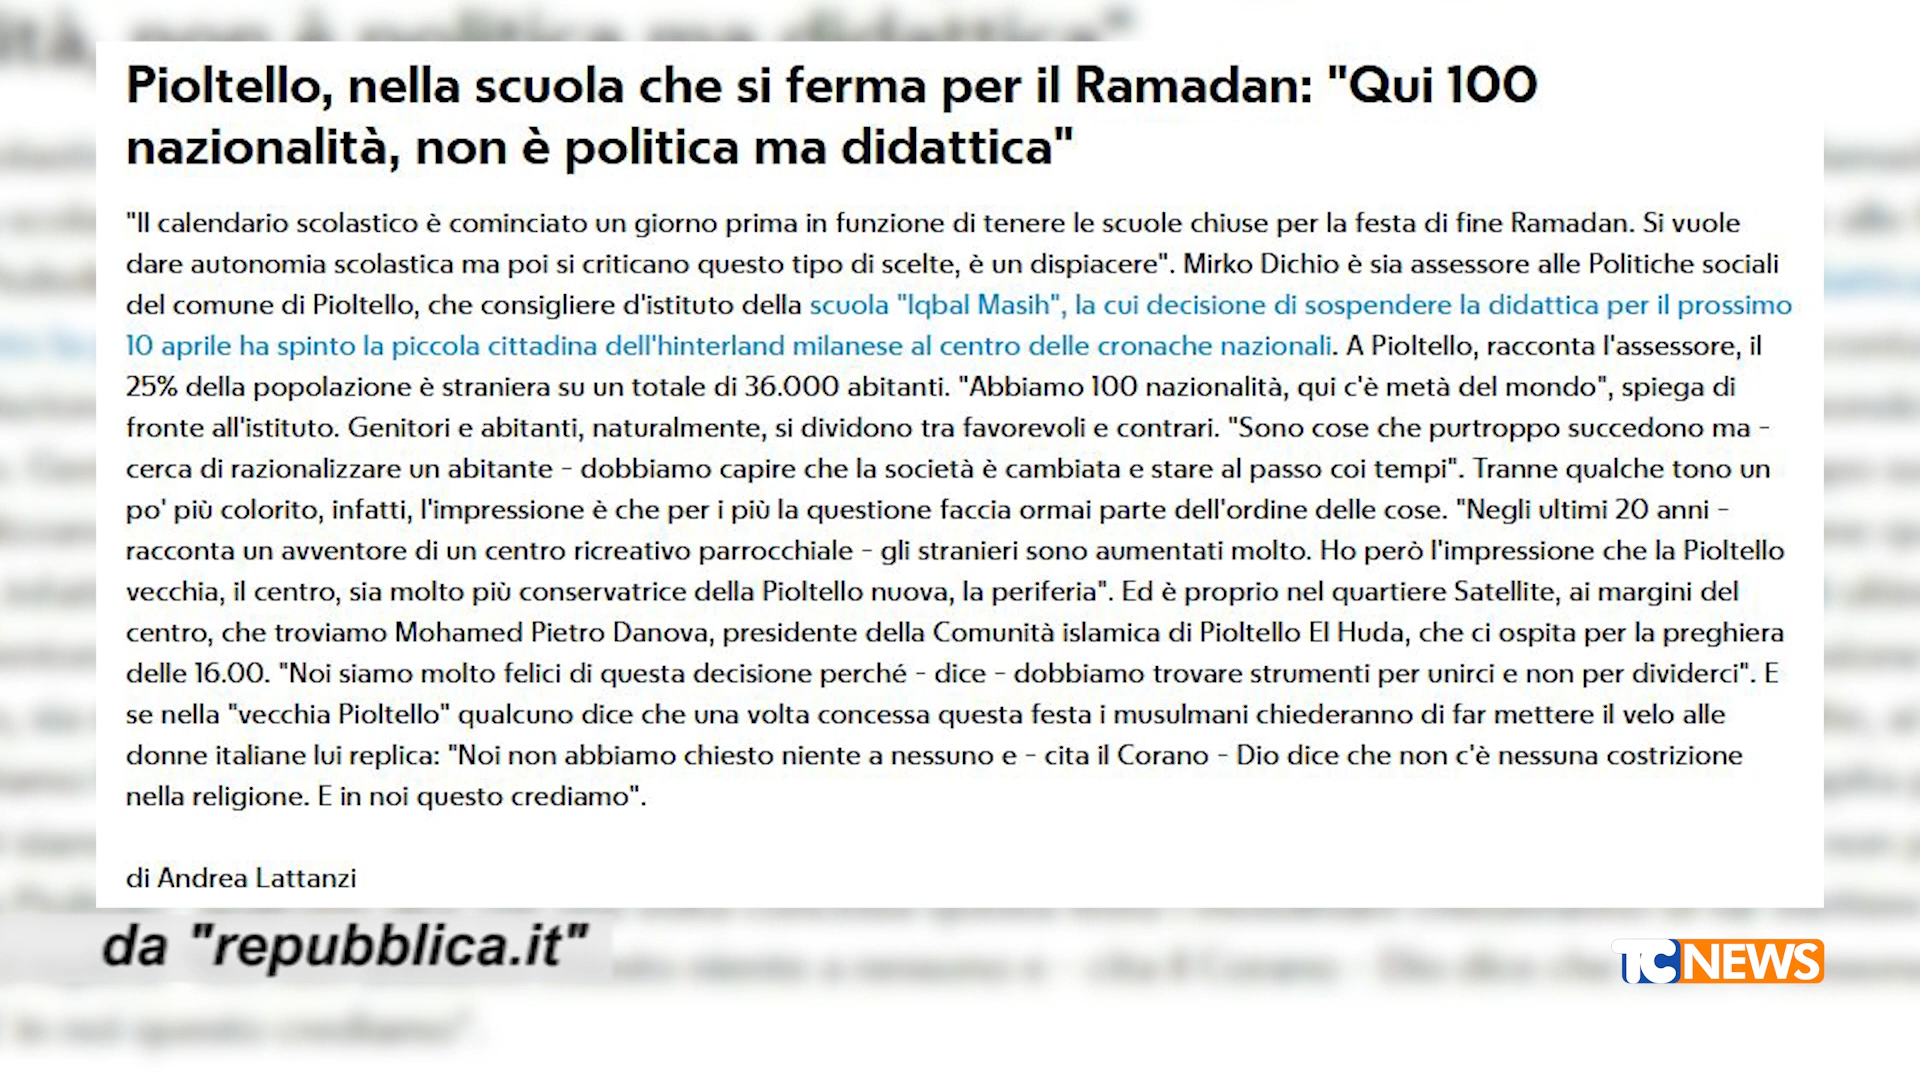 Pioltello, nella scuola che si ferma per il Ramadan: "Qui 100
nazionalità, non è politica ma didattica"
"Il calendario scolastico è cominciato un giorno prima in funzione di tenere le scuole chiuse per la festa di fine Ramadan. Si vuole
dare autonomia scolastica ma poi si criticano questo tipo di scelte, è un dispiacere". Mirko Dichio è sia assessore alle Politiche sociali
del comune di Pioltello, che consigliere d'istituto della scuola "Iqbal Masih", la cui decisione di sospendere la didattica per il prossimo
10 aprile ha spinto la piccola cittadina dell'hinterland milanese al centro delle cronache nazionali. A Pioltello, racconta l'assessore, il
25% della popolazione è straniera su un totale di 36.000 abitanti. "Abbiamo 100 nazionalità, qui c'è metà del mondo", spiega di
fronte all'istituto. Genitori e abitanti, naturalmente, si dividono tra favorevoli e contrari. "Sono cose che purtroppo succedono ma -
cerca di razionalizzare un abitante - dobbiamo capire che la società è cambiata e stare al passo coi tempi". Tranne qualche tono un
po' più colorito, infatti, l'impressione è che per i più la questione faccia ormai parte dell'ordine delle cose. "Negli ultimi 20 anni -
racconta un avventore di un centro ricreativo parrocchiale - gli stranieri sono aumentati molto. Ho però l'impressione che la Pioltello
vecchia, il centro, sia molto più conservatrice della Pioltello nuova, la periferia". Ed è proprio nel quartiere Satellite, ai margini del
centro, che troviamo Mohamed Pietro Danova, presidente della Comunità islamica di Pioltello El Huda, che ci ospita per la preghiera
delle 16.00. "Noi siamo molto felici di questa decisione perché - dice - dobbiamo trovare strumenti per unirci e non per dividerci". E
se nella "vecchia Pioltello" qualcuno dice che una volta concessa questa festa i musulmani chiederanno di far mettere il velo alle
donne italiane lui replica: "Noi non abbiamo chiesto niente a nessuno e - cita il Corano - Dio dice che non c'è nessuna costrizione
nella religione. E in noi questo crediamo".
di Andrea Lattanzi
da "repubblica.it"
TC NEWS